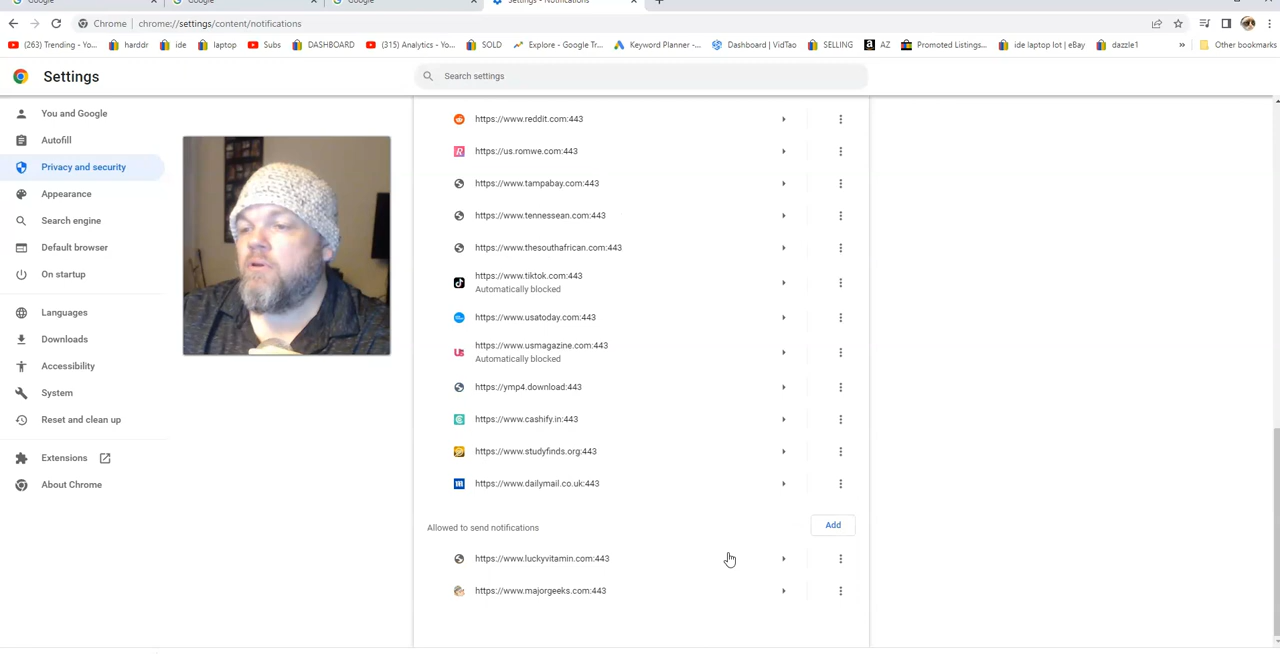 Google
Google
Google
Settings - Notifications
Chrome
chrome://settings/content/notifications
(263) Trending - Yo...
harddr
ide
laptop
Subs
DASHBOARD
(315) Analytics - Yo...
SOLD
Explore - Google Tr...
Keyword Planner -...
Dashboard | VidTao
SELLING
AZ
Promoted Listings...
ide laptop lot | eBay
dazzle1
Other bookmarks
Settings
Search settings
You and Google
Autofill
Privacy and security
Appearance
Search engine
Default browser
On startup
Languages
Downloads
Accessibility
System
Reset and clean up
Extensions
About Chrome
https://www.reddit.com:443
https://us.romwe.com:443
https://www.tampabay.com:443
https://www.tennessean.com:443
https://www.thesouthafrican.com:443
https://www.tiktok.com:443
Automatically blocked
https://www.usatoday.com:443
https://www.usmagazine.com:443
Automatically blocked
https://ymp4.download:443
https://www.cashify.in:443
https://www.studyfinds.org:443
https://www.dailymail.co.uk:443
Allowed to send notifications
Add
https://www.luckyvitamin.com:443
https://www.majorgeeks.com:443